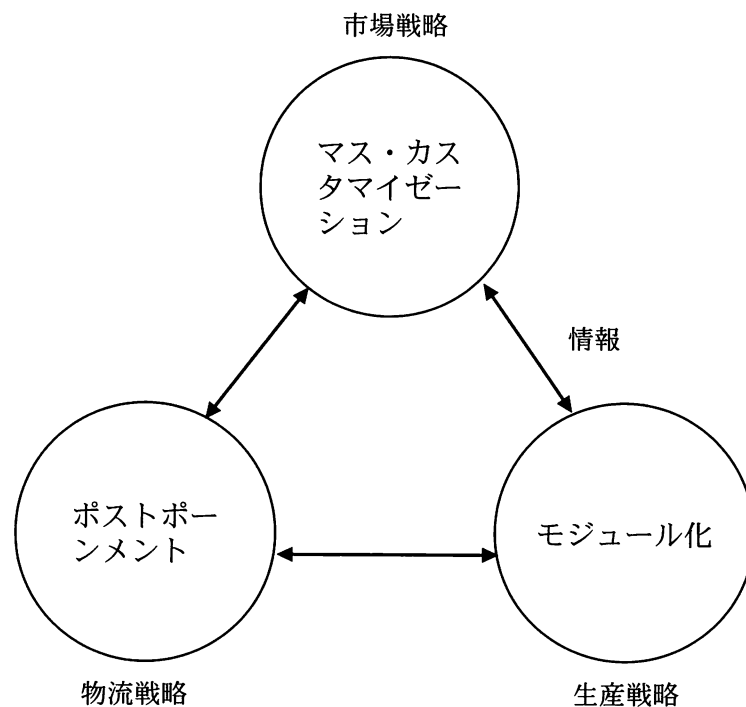 市場戦略
マス・カス
タマイゼー
ション
情報
ポストポー
ンメント
モジュール化
物流戦略
生産戦略